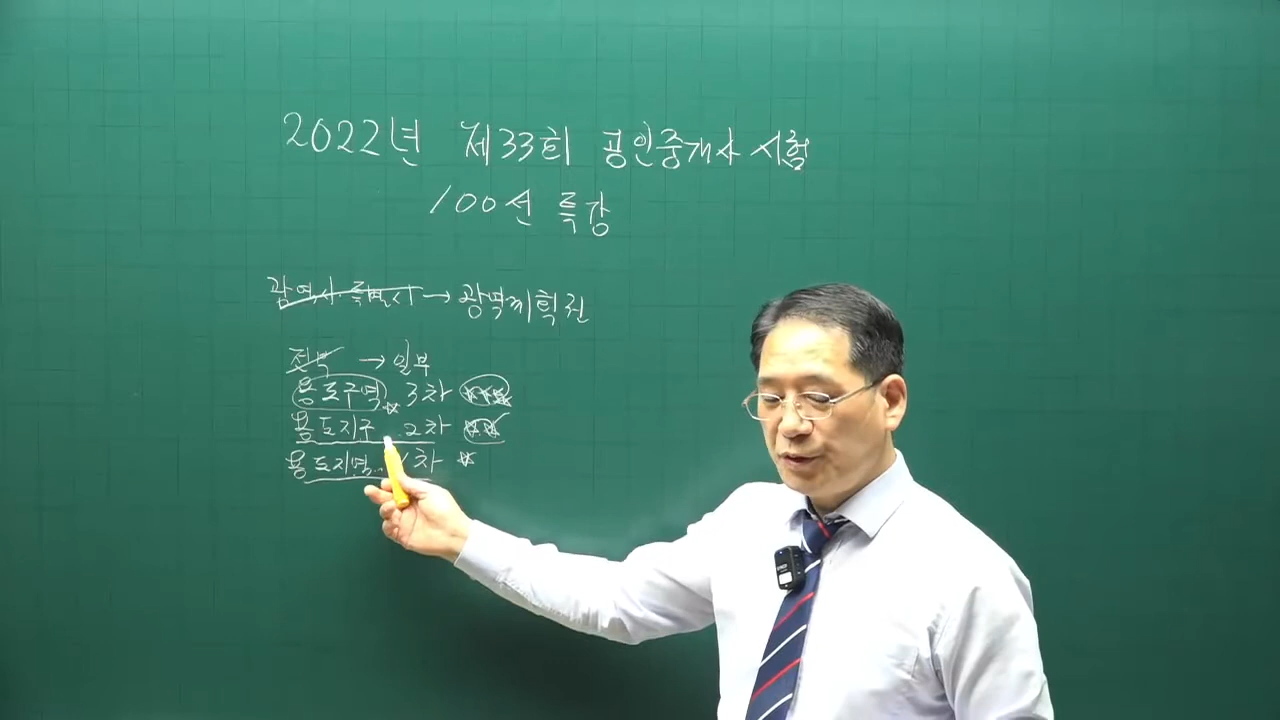 2022년 제33회 공인중개사 시험
100선 특강
광역시 특별시 → 광역계획권
전부 → 일부
용도구역 3차
용도지구 2차
용도지역 1차